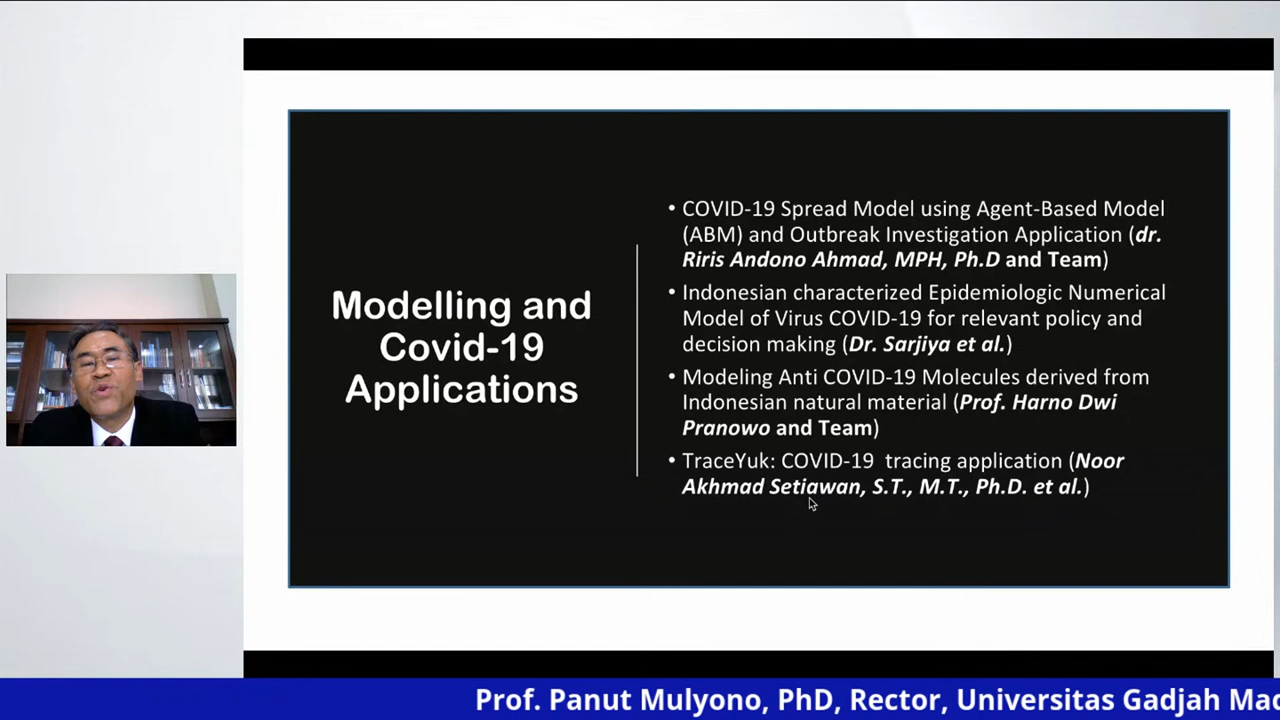 Modelling and
Covid-19
Applications
• COVID-19 Spread Model using Agent-Based Model
(ABM) and Outbreak Investigation Application (dr.
Riris Andono Ahmad, MPH, Ph.D and Team)
• Indonesian characterized Epidemiologic Numerical
Model of Virus COVID-19 for relevant policy and
decision making (Dr. Sarjiya et al.)
• Modeling Anti COVID-19 Molecules derived from
Indonesian natural material (Prof. Harno Dwi
Pranowo and Team)
• TraceYuk: COVID-19 tracing application (Noor
Akhmad Setiawan, S.T., M.T., Ph.D. et al.)
Prof. Panut Mulyono, PhD, Rector, Universitas Gadjah